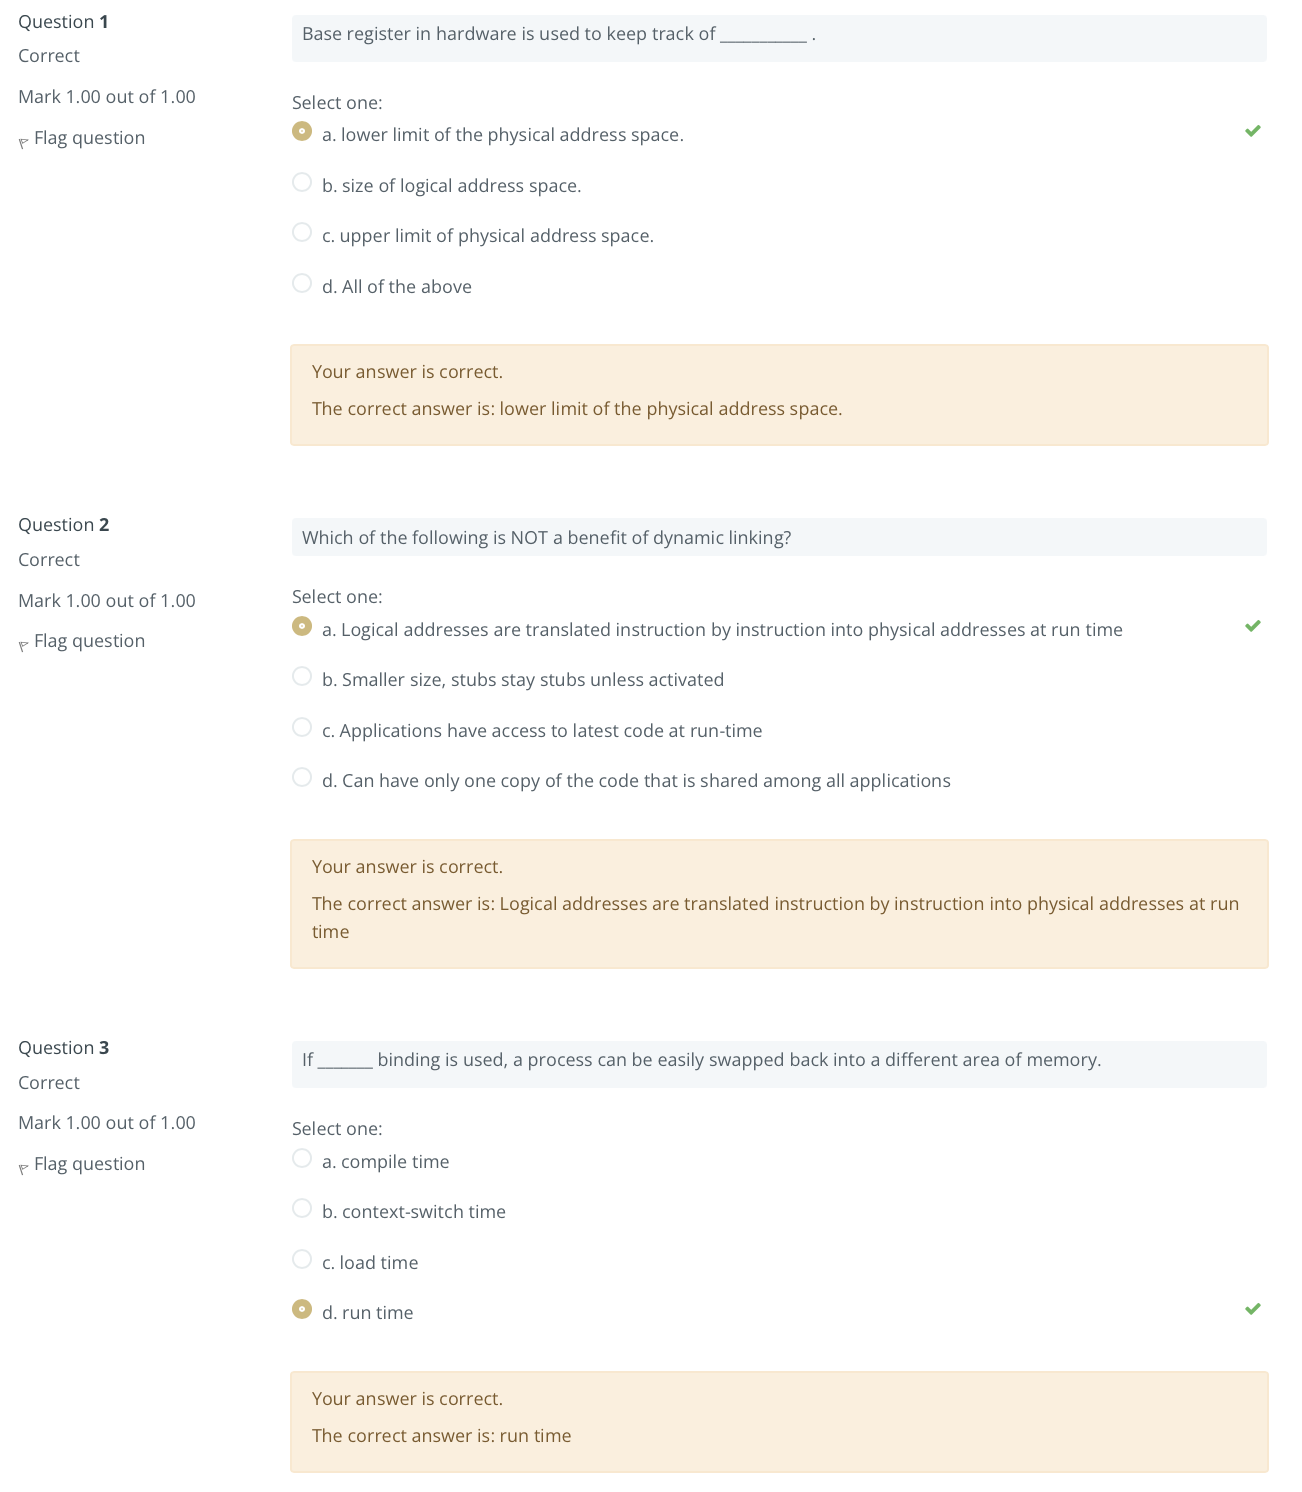 Question 1
Correct
Mark 1.00 out of 1.00
Flag question
Base register in hardware is used to keep track of __________ .
Select one:
a. lower limit of the physical address space.
b. size of logical address space.
c. upper limit of physical address space.
d. All of the above
Your answer is correct.
The correct answer is: lower limit of the physical address space.
Question 2
Correct
Mark 1.00 out of 1.00
Flag question
Which of the following is NOT a benefit of dynamic linking?
Select one:
a. Logical addresses are translated instruction by instruction into physical addresses at run time
b. Smaller size, stubs stay stubs unless activated
c. Applications have access to latest code at run-time
d. Can have only one copy of the code that is shared among all applications
Your answer is correct.
The correct answer is: Logical addresses are translated instruction by instruction into physical addresses at run
time
Question 3
Correct
Mark 1.00 out of 1.00
Flag question
If _______ binding is used, a process can be easily swapped back into a different area of memory.
Select one:
a. compile time
b. context-switch time
c. load time
d. run time
Your answer is correct.
The correct answer is: run time